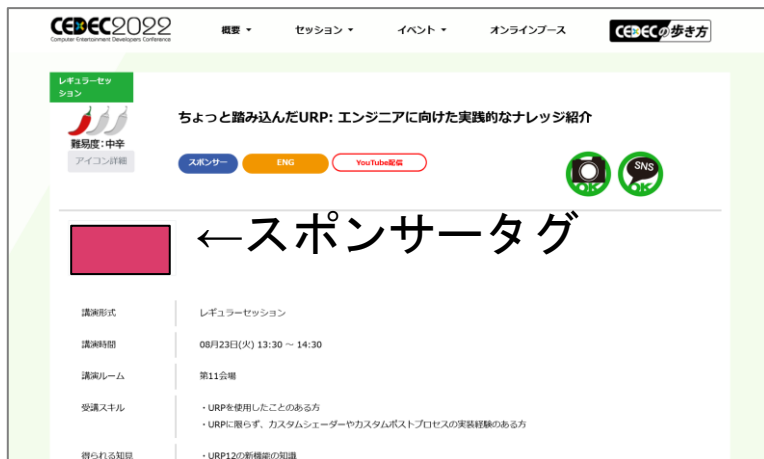 CEDEC2022
Computer Entertainment Developers Conference
概要
セッション
イベント
オンラインブース
CEDECの歩き方
レギュラーセッ
ション
難易度:中辛
アイコン詳細
ちょっと踏み込んだURP: エンジニアに向けた実践的なナレッジ紹介
スポンサー
ENG
YouTube配信
OK
SNS
OK
←スポンサータグ
講演形式
レギュラーセッション
講演時間
08月23日(火) 13:30 ~ 14:30
講演ルーム
第11会場
受講スキル
・URPを使用したことのある方
・URPに限らず、カスタムシェーダーやカスタムポストプロセスの実装経験のある方
得られる知見
・URP12の新機能の知識